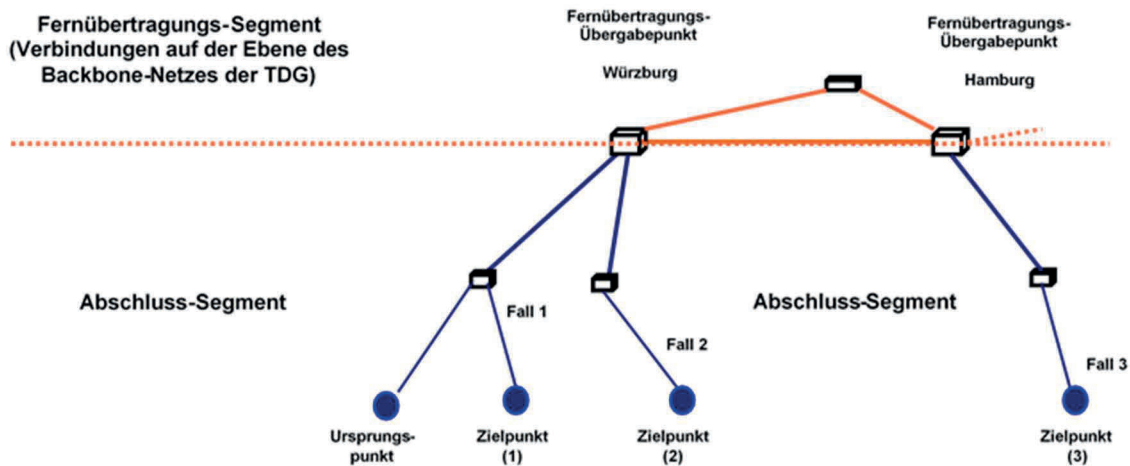 Fernübertragungs-Segment
(Verbindungen auf der Ebene des
Backbone-Netzes der TDG)
Fernübertragungs-
Übergabepunkt
Würzburg
Fernübertragungs-
Übergabepunkt
Hamburg
Abschluss-Segment
Abschluss-Segment
Fall 1
Fall 2
Fall 3
Ursprungs-
punkt
Zielpunkt
(1)
Zielpunkt
(2)
Zielpunkt
(3)